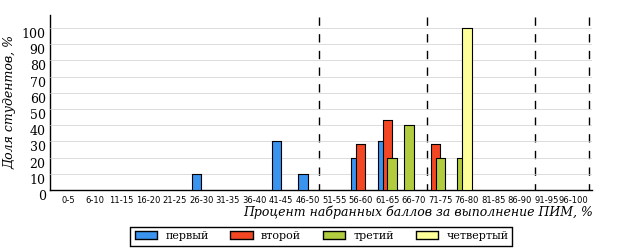 Доля студентов, %
100
90
80
70
60
50
40
30
20
10
0
0-5 6-10 11-15 16-20 21-25 26-30 31-35 36-40 41-45 46-50 51-55 56-60 61-65 66-70 71-75 76-80 81-85 86-90 91-95 96-100
Процент набранных баллов за выполнение ПИМ, %
первый второй третий четвертый